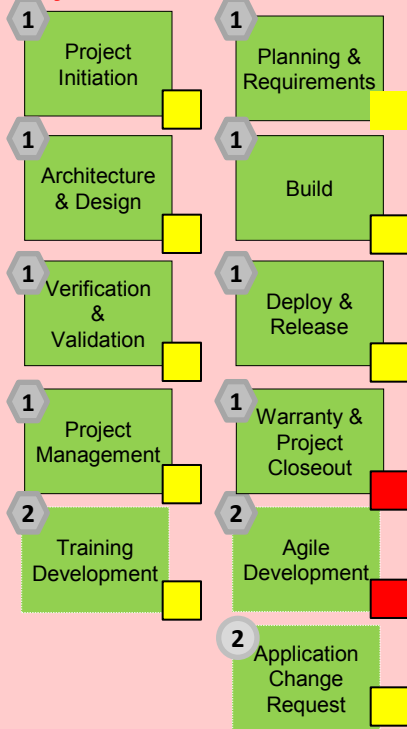 1
Project
Initiation
1
Planning &
Requirements
1
Architecture
& Design
1
Build
1
Verification
&
Validation
1
Deploy &
Release
1
Project
Management
1
Warranty &
Project
Closeout
2
Training
Development
2
Agile
Development
2
Application
Change
Request